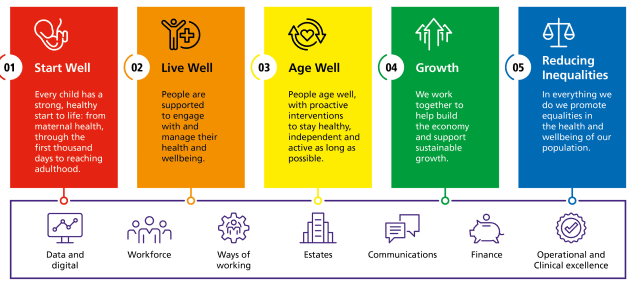 01
Start Well
Every child has a
strong, healthy
start to life: from
maternal health,
through the
first thousand
days to reaching
adulthood.
02
Live Well
People are
supported
to engage
with and
manage their
health and
wellbeing.
03
Age Well
People age well,
with proactive
interventions
to stay healthy,
independent and
active as long as
possible.
04
Growth
We work
together to
help build
the economy
and support
sustainable
growth.
05
Reducing
Inequalities
In everything we
do we promote
equalities in
the health and
wellbeing of our
population.
Data and
digital
Workforce
Ways of
working
Estates
Communications
Finance
Operational and
Clinical excellence